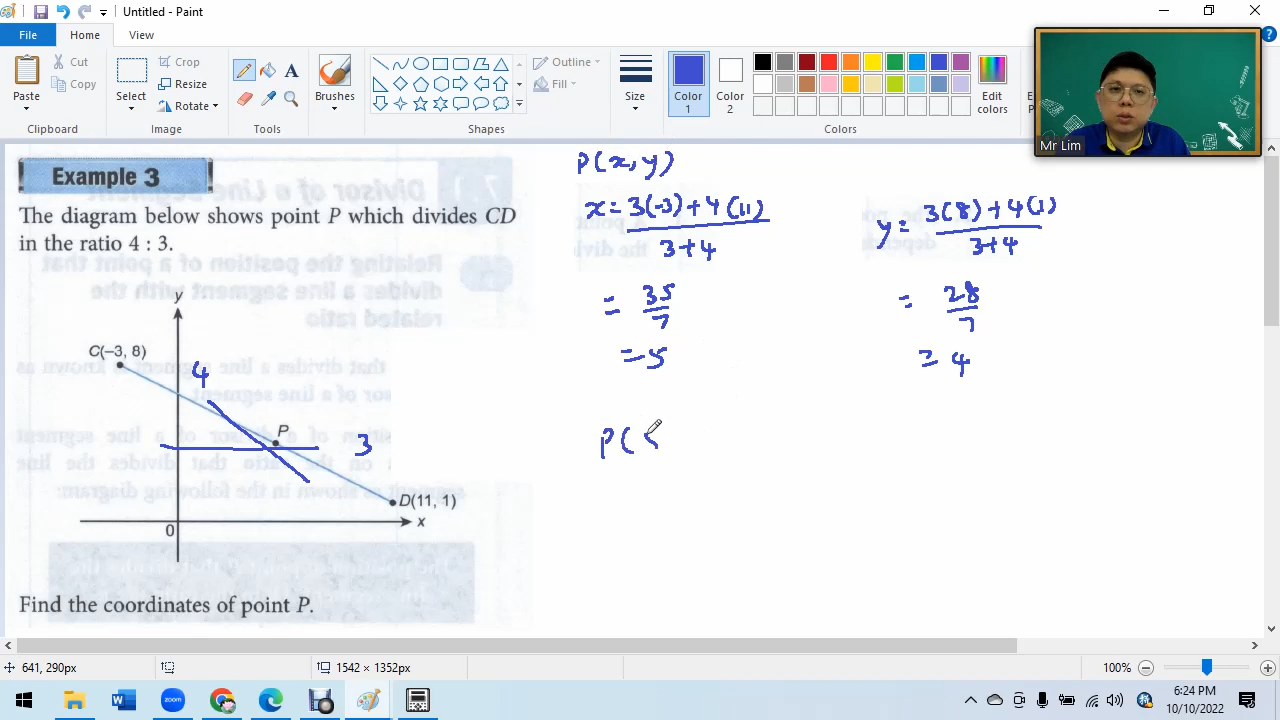 Untitled - Paint
File
Home
View
Paste
Cut
Copy
Clipboard
Select
Crop
Resize
Rotate
Image
Tools
Brushes
Shapes
Outline
Fill
Size
Color 1
Color 2
Edit colors
Colors
Mr Lim
Example 3
The diagram below shows point P which divides CD
in the ratio 4 : 3.
y
C(−3, 8)
4
P
3
D(11, 1)
0
x
Find the coordinates of point P.
P(x, y)
x = 3(-3) + 4(11)
3+4
= 35
7
= 5
y = 3(8) + 4(1)
3+4
= 28
7
= 4
P(
641, 290px
1542 × 1352px
100%
6:24 PM
10/10/2022